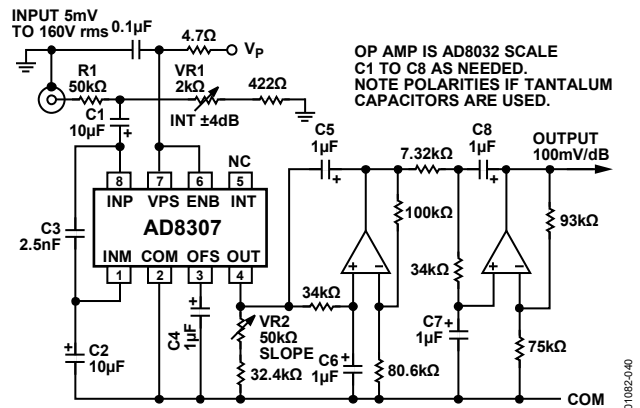 INPUT 5mV
TO 160V rms
0.1µF
4.7Ω
VP
R1
50kΩ
VR1
2kΩ
422Ω
INT ±4dB
C1
10µF
OP AMP IS AD8032 SCALE
C1 TO C8 AS NEEDED.
NOTE POLARITIES IF TANTALUM
CAPACITORS ARE USED.
C5
1µF
C8
1µF
OUTPUT
100mV/dB
7.32kΩ
NC
8 7 6 5
INP VPS ENB INT
AD8307
INM COM OFS OUT
1 2 3 4
C3
2.5nF
100kΩ
93kΩ
34kΩ
34kΩ
C2
10µF
C4
1µF
VR2
50kΩ
SLOPE
32.4kΩ
C6
1µF
80.6kΩ
C7
1µF
75kΩ
COM
01082-040